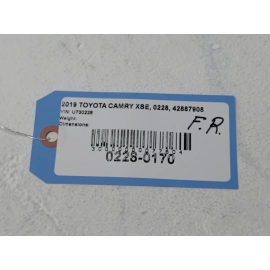 2019 TOYOTA CAMRY XSE, 0228, 42887908
VIN: U730228
Weight:
Dimensions:
0228-0170
F.R.